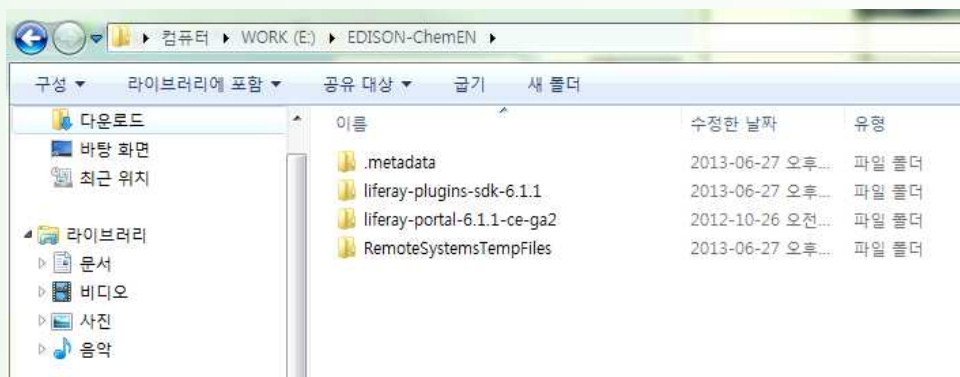 컴퓨터 ▸ WORK (E:) ▸ EDISON-ChemEN ▸
구성 ▾ 라이브러리에 포함 ▾ 공유 대상 ▾ 굽기 새 폴더
다운로드
바탕 화면
최근 위치
라이브러리
문서
비디오
사진
음악
이름 수정한 날짜 유형
.metadata 2013-06-27 오후... 파일 폴더
liferay-plugins-sdk-6.1.1 2013-06-27 오후... 파일 폴더
liferay-portal-6.1.1-ce-ga2 2012-10-26 오전... 파일 폴더
RemoteSystemsTempFiles 2013-06-27 오후... 파일 폴더